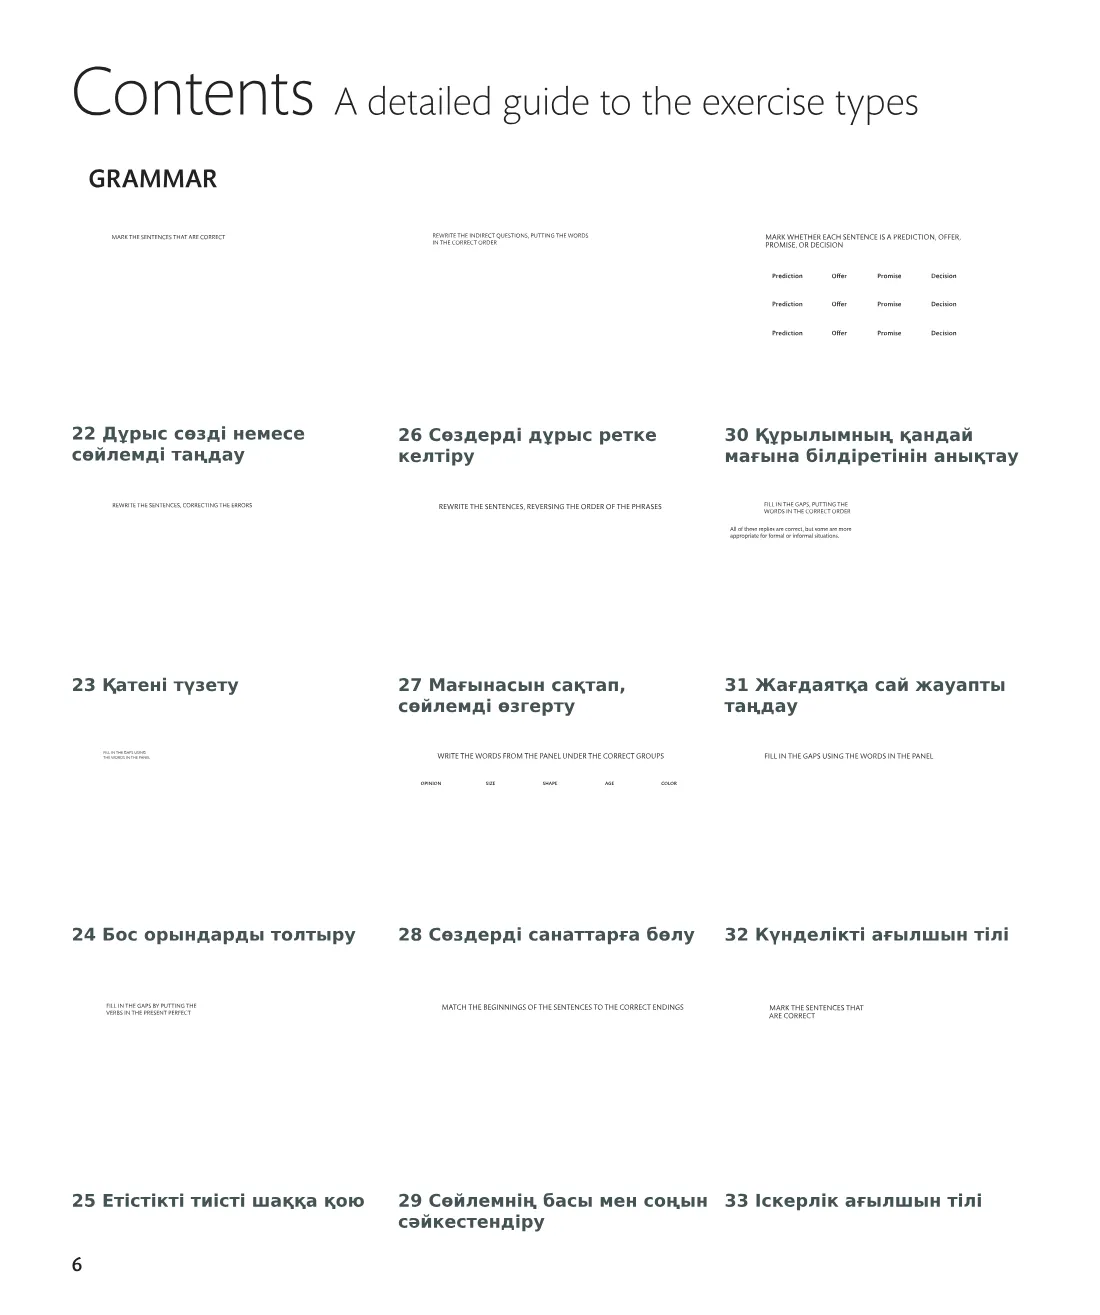 Contents A detailed guide to the exercise types
GRAMMAR
MARK THE SENTENCES THAT ARE CORRECT
22 Дұрыс сөзді немесе
сөйлемді таңдау
REWRITE THE INDIRECT QUESTIONS, PUTTING THE WORDS
IN THE CORRECT ORDER
26 Сөздерді дұрыс ретке
келтіру
MARK WHETHER EACH SENTENCE IS A PREDICTION, OFFER,
PROMISE, OR DECISION
Prediction Offer Promise Decision
Prediction Offer Promise Decision
Prediction Offer Promise Decision
30 Құрылымның қандай
мағына білдіретінін анықтау
REWRITE THE SENTENCES, CORRECTING THE ERRORS
23 Қатені түзету
REWRITE THE SENTENCES, REVERSING THE ORDER OF THE PHRASES
27 Мағынасын сақтап,
сөйлемді өзгерту
FILL IN THE GAPS, PUTTING THE
WORDS IN THE CORRECT ORDER
All of these replies are correct, but some are more
appropriate for formal or informal situations.
31 Жағдаятқа сай жауапты
таңдау
FILL IN THE GAPS USING
THE WORDS IN THE PANEL
24 Бос орындарды толтыру
WRITE THE WORDS FROM THE PANEL UNDER THE CORRECT GROUPS
OPINION SIZE SHAPE AGE COLOR
28 Сөздерді санаттарға бөлу
FILL IN THE GAPS USING THE WORDS IN THE PANEL
32 Күнделікті ағылшын тілі
FILL IN THE GAPS BY PUTTING THE
VERBS IN THE PRESENT PERFECT
25 Етістікті тиісті шаққа қою
MATCH THE BEGINNINGS OF THE SENTENCES TO THE CORRECT ENDINGS
29 Сөйлемнің басы мен соңын
сәйкестендіру
MARK THE SENTENCES THAT
ARE CORRECT
33 Іскерлік ағылшын тілі
6